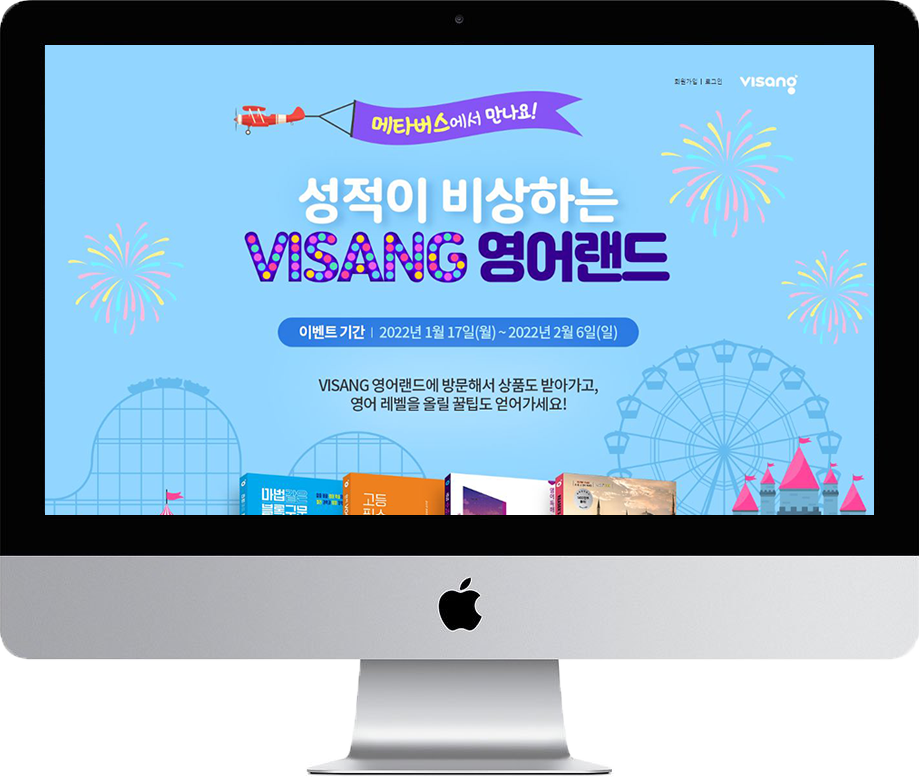 회원가입 | 로그인
visang
메타버스에서 만나요!
성적이 비상하는
VISANG 영어랜드
이벤트 기간 | 2022년 1월 17일(월) ~ 2022년 2월 6일(일)
VISANG 영어랜드에 방문해서 상품도 받아가고,
영어 레벨을 올릴 꿀팁도 얻어가세요!
마법같은
블록구문
고등